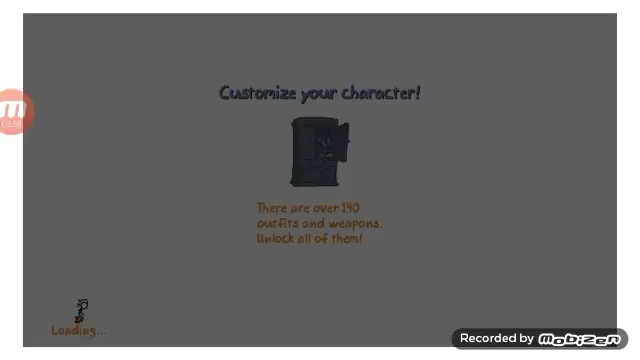 Customize your character!
There are over 140
outfits and weapons.
Unlock all of them!
Loading...
Recorded by mobizen